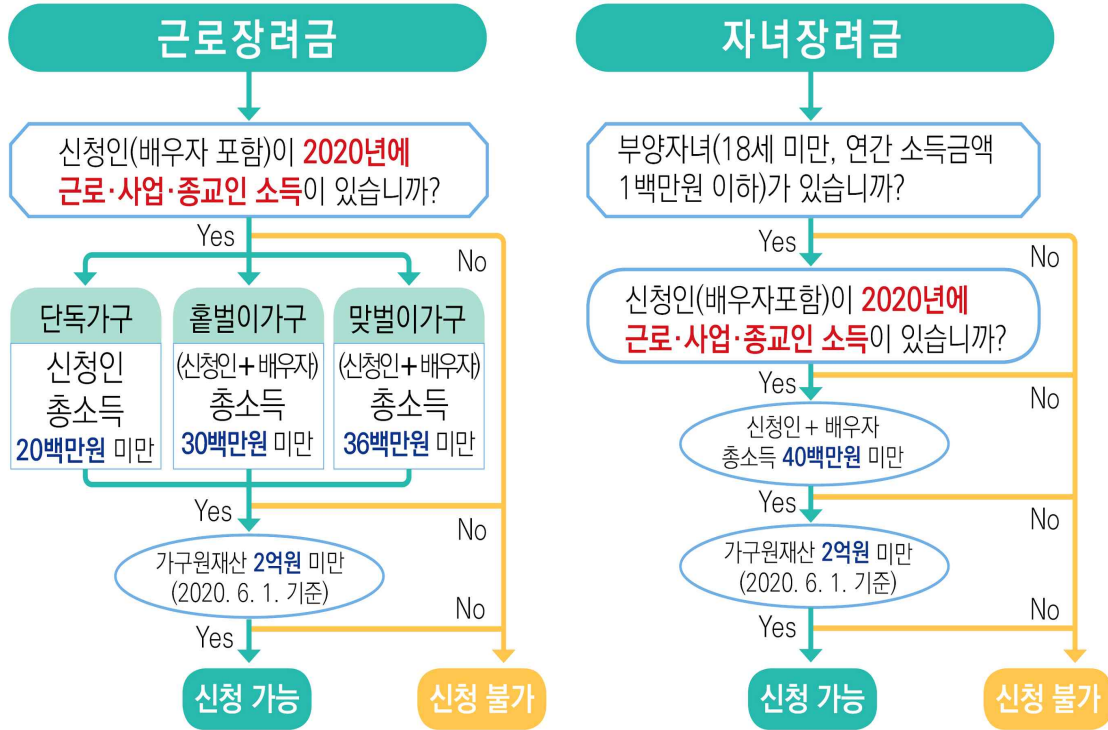 근로장려금
신청인(배우자 포함)이 2020년에
근로·사업·종교인 소득이 있습니까?
Yes
No
단독가구
신청인
총소득
20백만원 미만
홑벌이가구
(신청인+배우자)
총소득
30백만원 미만
맞벌이가구
(신청인+배우자)
총소득
36백만원 미만
Yes
No
가구원재산 2억원 미만
(2020. 6. 1. 기준)
Yes
No
신청 가능
신청 불가
자녀장려금
부양자녀(18세 미만, 연간 소득금액
1백만원 이하)가 있습니까?
Yes
No
신청인(배우자포함)이 2020년에
근로·사업·종교인 소득이 있습니까?
Yes
No
신청인 + 배우자
총소득 40백만원 미만
Yes
No
가구원재산 2억원 미만
(2020. 6. 1. 기준)
Yes
No
신청 가능
신청 불가